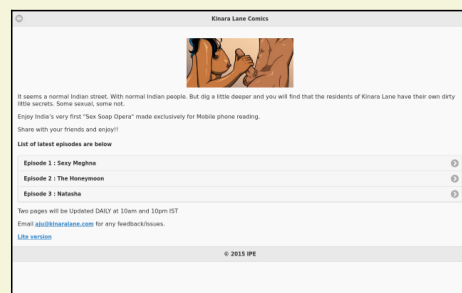 Kinara Lane Comics
It seems a normal Indian street. With normal Indian people. But dig a little deeper and you will find that the residents of Kinara Lane have their own dirty
little secrets. Some sexual, some not.
Enjoy India's very first "Sex Soap Opera" made exclusively for Mobile phone reading.
Share with your friends and enjoy!!
List of latest episodes are below
Episode 1 : Sexy Meghna
Episode 2 : The Honeymoon
Episode 3 : Natasha
Two pages will be Updated DAILY at 10am and 10pm IST
Email aju@kinaralane.com for any feedback/issues.
Lite version
© 2015 IPE